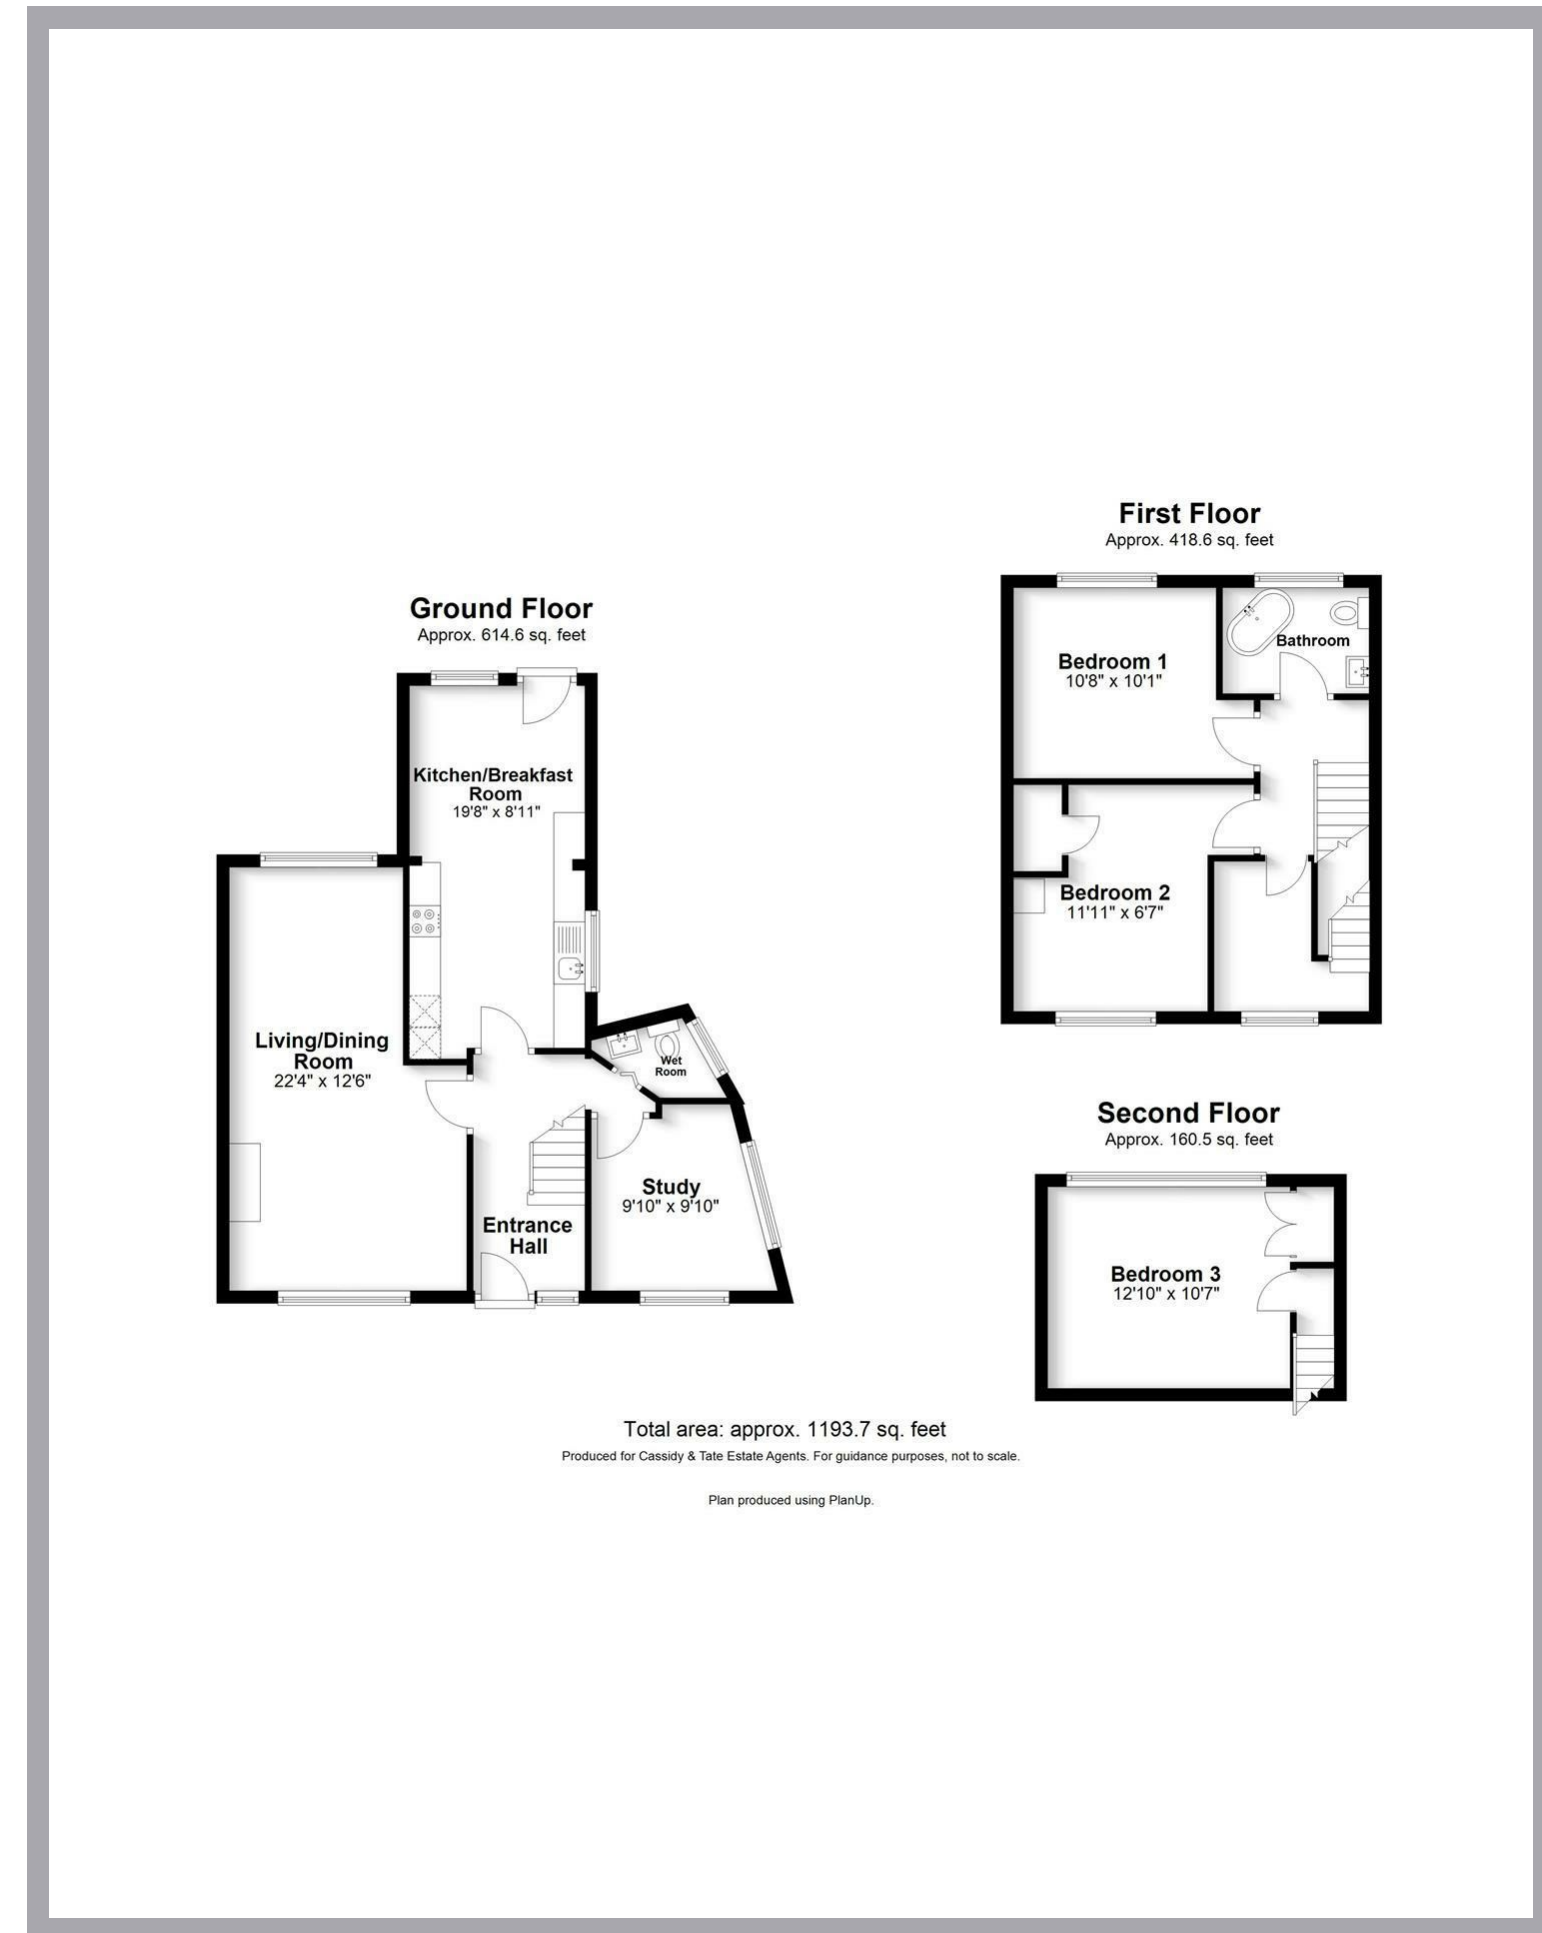 Ground Floor
Approx. 614.6 sq. feet
Kitchen/Breakfast
Room
19'8" x 8'11"
Living/Dining
Room
22'4" x 12'6"
Wet
Room
Study
9'10" x 9'10"
Entrance
Hall
First Floor
Approx. 418.6 sq. feet
Bedroom 1
10'8" x 10'1"
Bathroom
Bedroom 2
11'11" x 6'7"
Second Floor
Approx. 160.5 sq. feet
Bedroom 3
12'10" x 10'7"
Total area: approx. 1193.7 sq. feet
Produced for Cassidy & Tate Estate Agents. For guidance purposes, not to scale.
Plan produced using PlanUp.